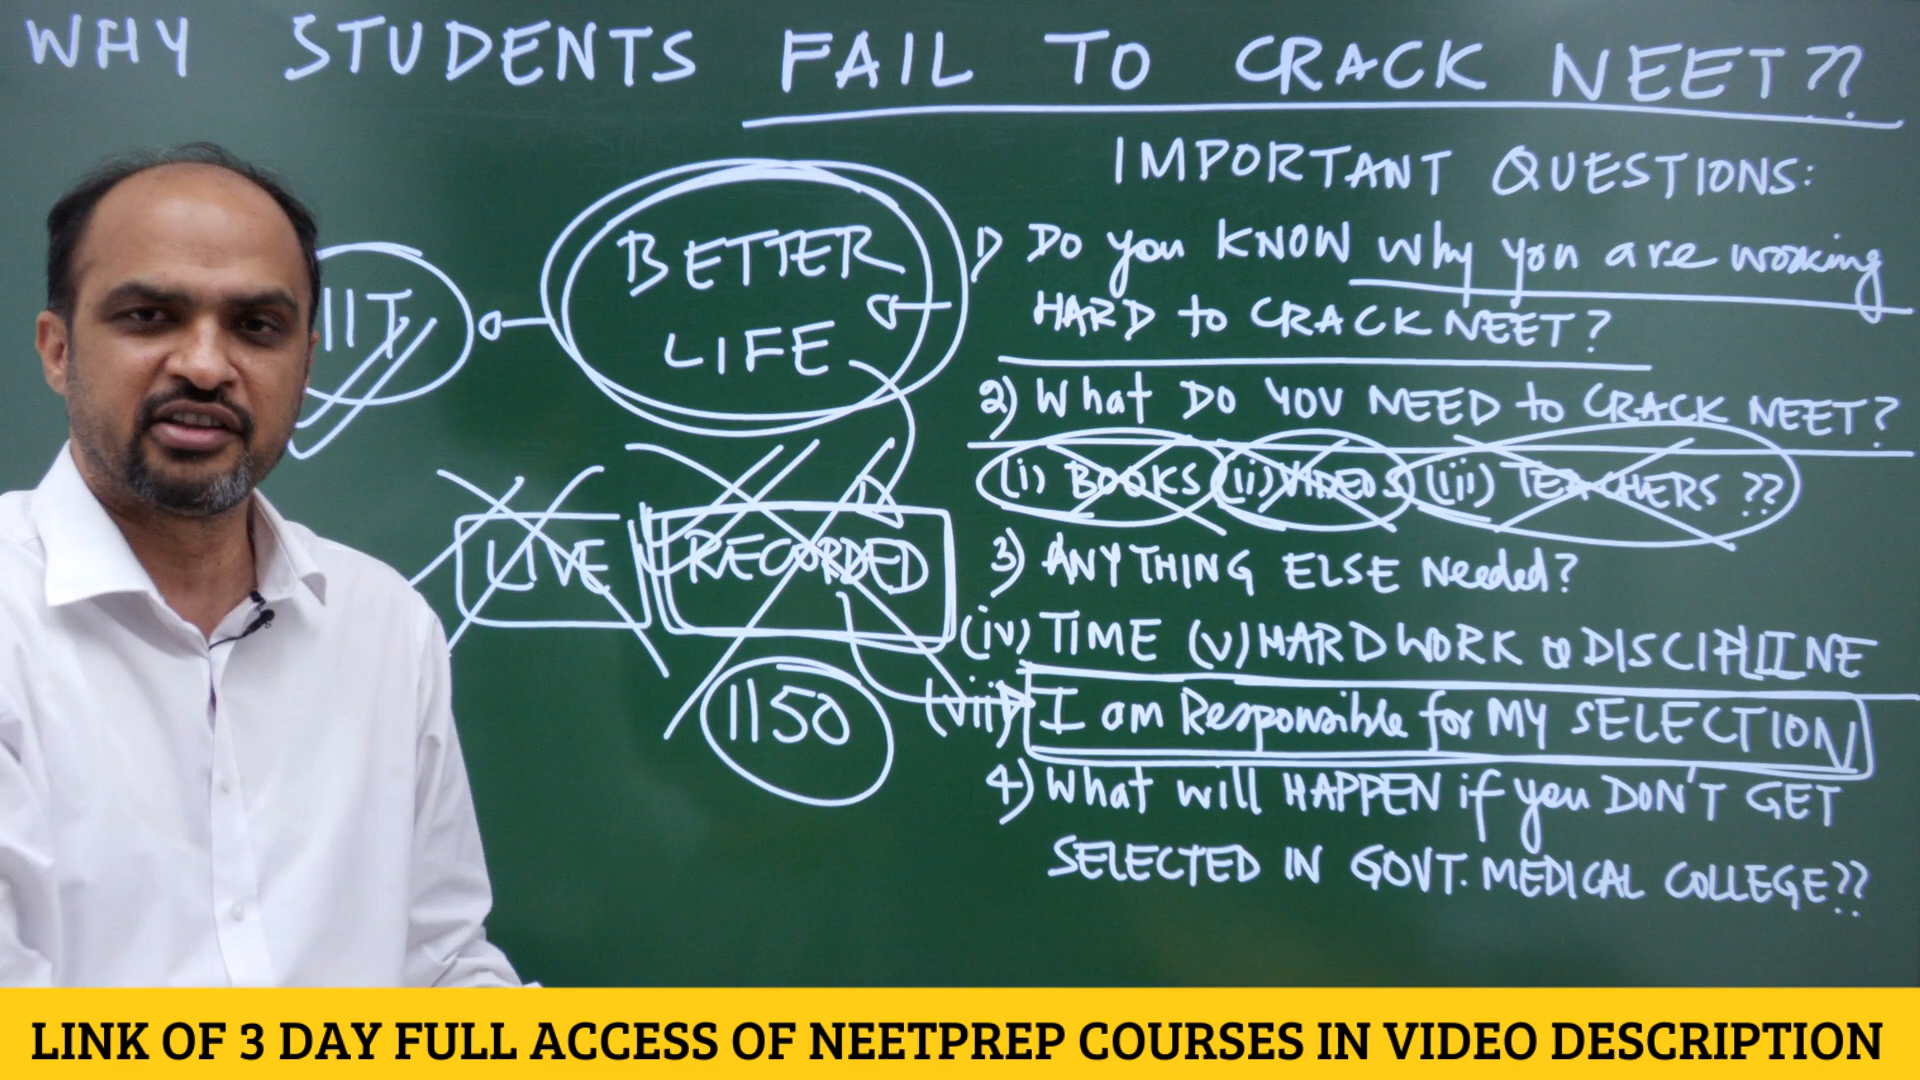 WHY STUDENTS FAIL TO CRACK NEET??
IMPORTANT QUESTIONS:
1) Do you KNOW why you are working
HARD to CRACK NEET?
2) What DO YOU NEED to CRACK NEET?
(i) BOOKS (ii) VIDEOS (iii) TEACHERS ??
3) ANYTHING ELSE Needed?
(iv) TIME (v) HARD WORK & DISCIPLINE
(vii) I am Responsible for MY SELECTION
4) What will HAPPEN if you DON'T GET
SELECTED IN GOVT. MEDICAL COLLEGE??
IIT
BETTER
LIFE
LIVE
RECORDED
1150
LINK OF 3 DAY FULL ACCESS OF NEETPREP COURSES IN VIDEO DESCRIPTION